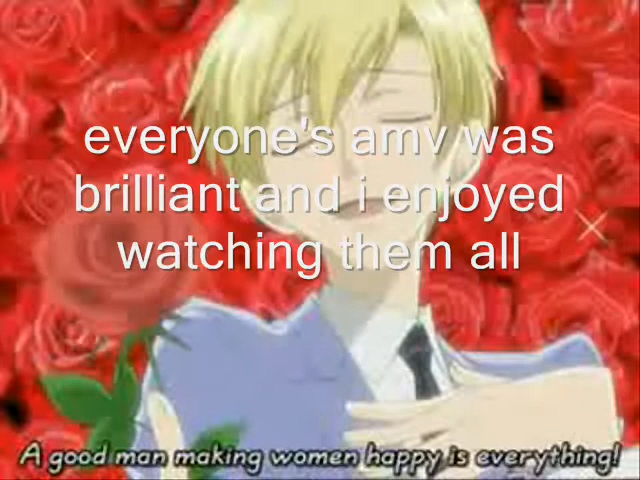 everyone's amv was
brilliant and i enjoyed
watching them all
A good man making women happy is everything!